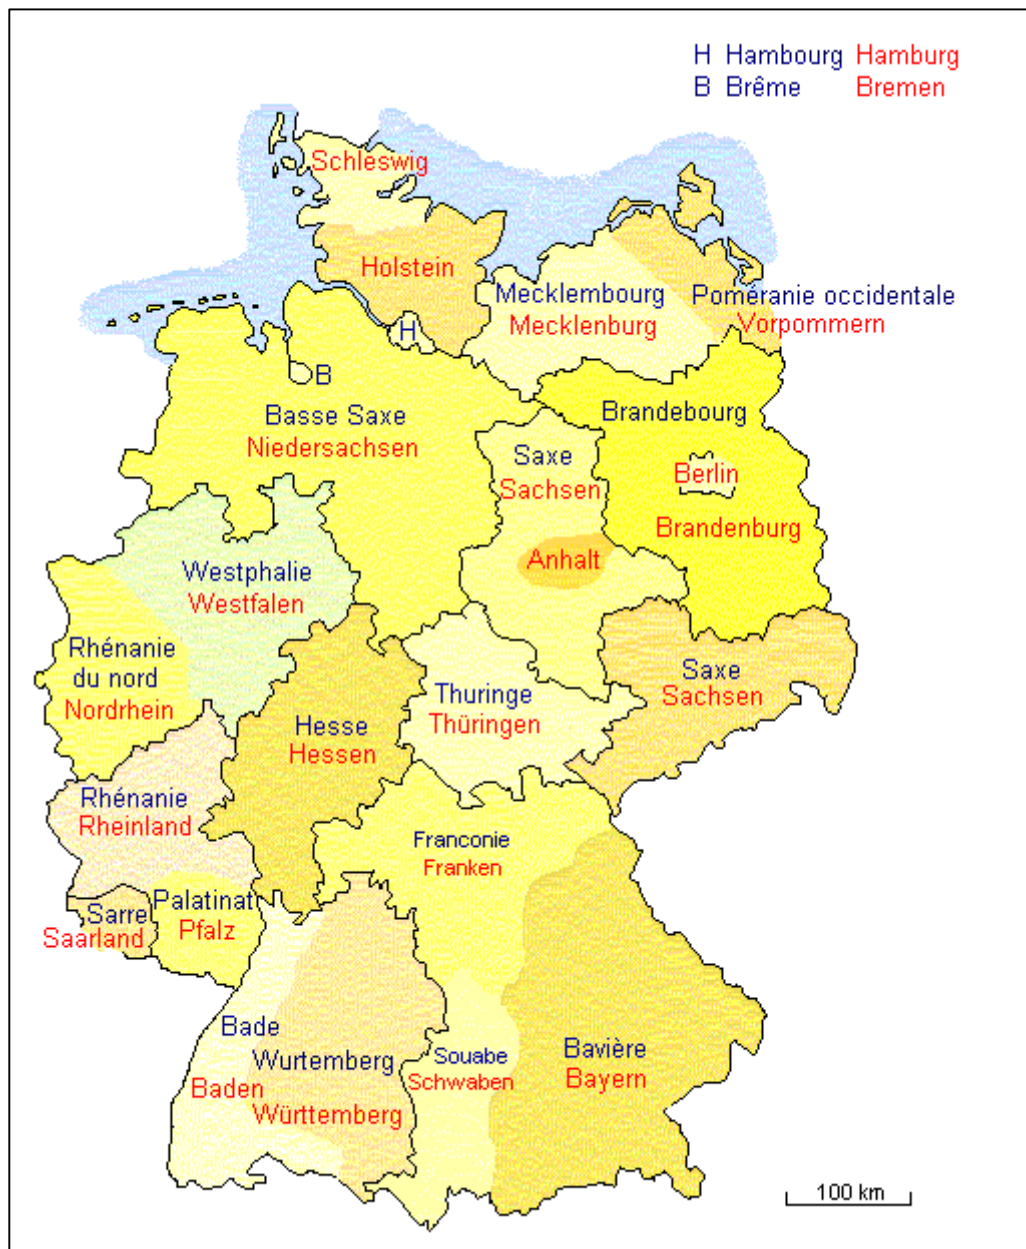 H Hambourg Hamburg
B Brême Bremen
Schleswig
Holstein
Mecklembourg
Mecklenburg
Poméranie occidentale
Vorpommern
H
B
Basse Saxe
Niedersachsen
Brandebourg
Berlin
Brandenburg
Saxe
Sachsen
Anhalt
Westphalie
Westfalen
Rhénanie
du nord
Nordrhein
Hesse
Hessen
Thuringe
Thüringen
Saxe
Sachsen
Rhénanie
Rheinland
Franconie
Franken
Palatinat
Pfalz
Sarre
Saarland
Bade
Wurtemberg
Baden
Württemberg
Souabe
Schwaben
Bavière
Bayern
100 km